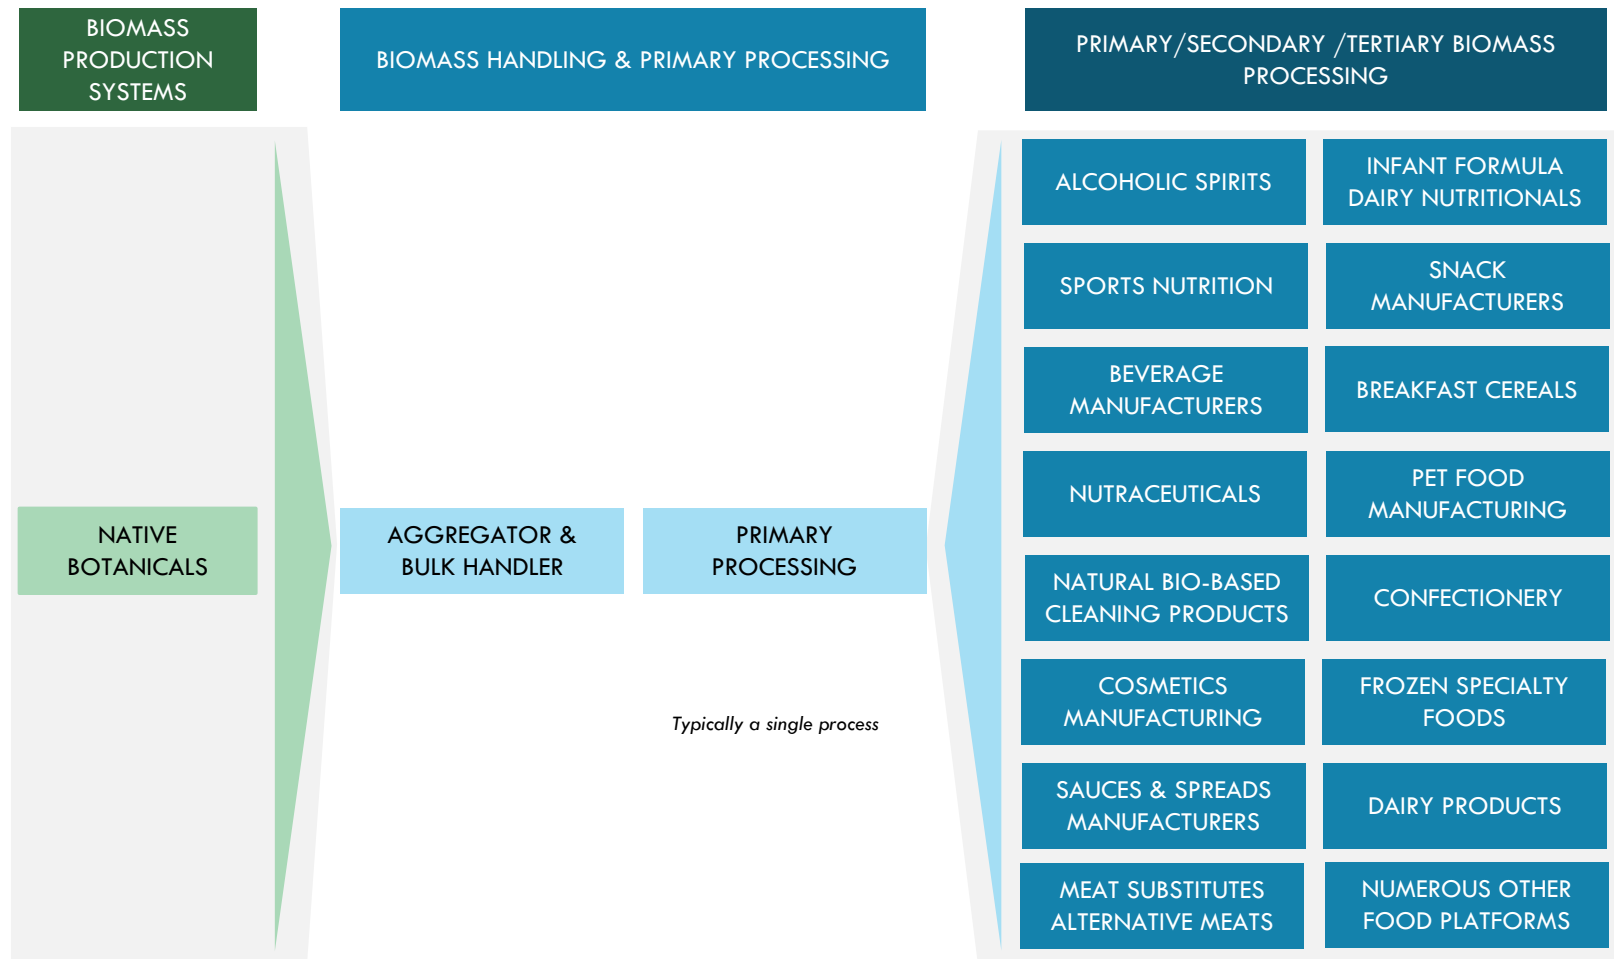 BIOMASS
PRODUCTION
SYSTEMS
BIOMASS HANDLING & PRIMARY PROCESSING
PRIMARY/SECONDARY /TERTIARY BIOMASS
PROCESSING
NATIVE
BOTANICALS
AGGREGATOR &
BULK HANDLER
PRIMARY
PROCESSING
Typically a single process
ALCOHOLIC SPIRITS
INFANT FORMULA
DAIRY NUTRITIONALS
SPORTS NUTRITION
SNACK
MANUFACTURERS
BEVERAGE
MANUFACTURERS
BREAKFAST CEREALS
NUTRACEUTICALS
PET FOOD
MANUFACTURING
NATURAL BIO-BASED
CLEANING PRODUCTS
CONFECTIONERY
COSMETICS
MANUFACTURING
FROZEN SPECIALTY
FOODS
SAUCES & SPREADS
MANUFACTURERS
DAIRY PRODUCTS
MEAT SUBSTITUTES
ALTERNATIVE MEATS
NUMEROUS OTHER
FOOD PLATFORMS